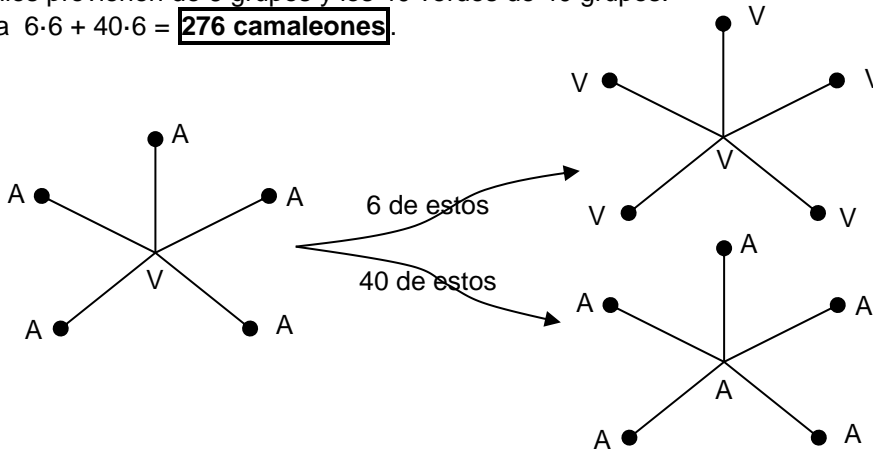 provienen de 6 grupos y los 40 verdes de 40 grupos.
a 6·6 + 40·6 = 276 camaleones.
V
V
V
V
V
V
A
A
A
V
A
A
6 de estos
40 de estos
A
A
A
A
A
A